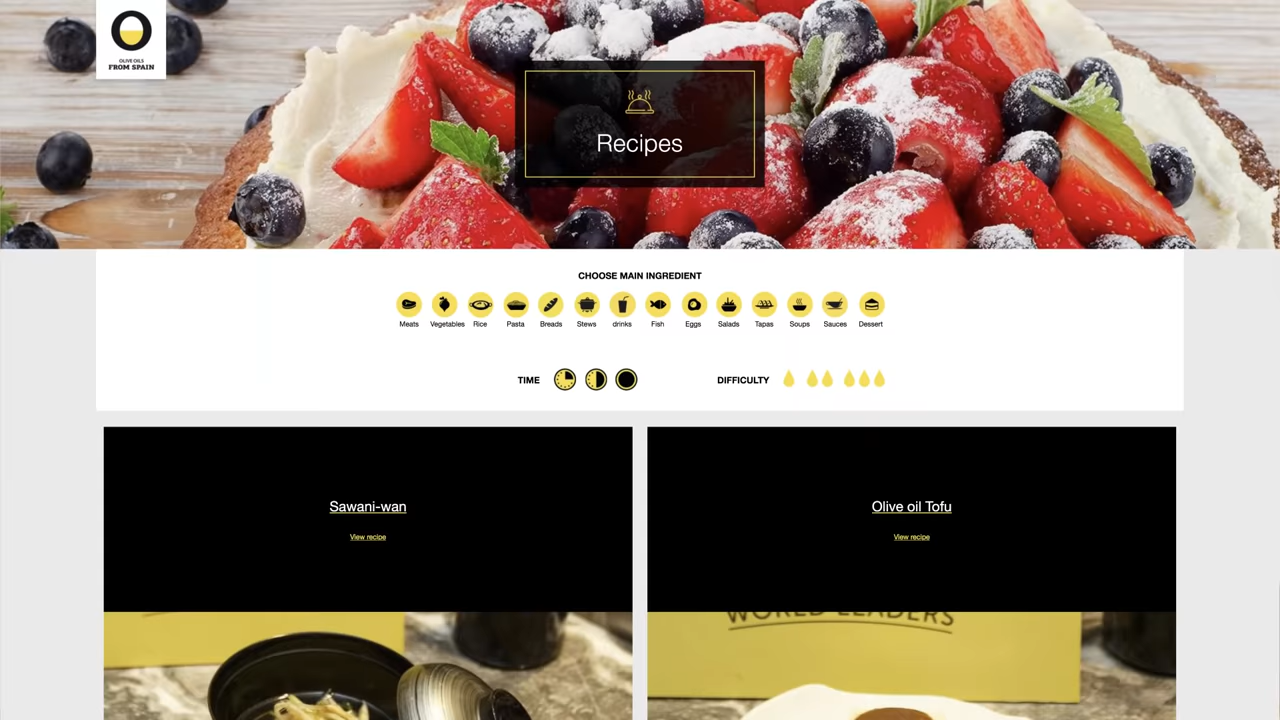 OLIVE OILS
FROM SPAIN
Recipes
CHOOSE MAIN INGREDIENT
Meats Vegetables Rice Pasta Breads Stews drinks Fish Eggs Salads Tapas Soups Sauces Dessert
TIME DIFFICULTY
Sawani-wan
View recipe
Olive oil Tofu
View recipe
WORLD LEADERS